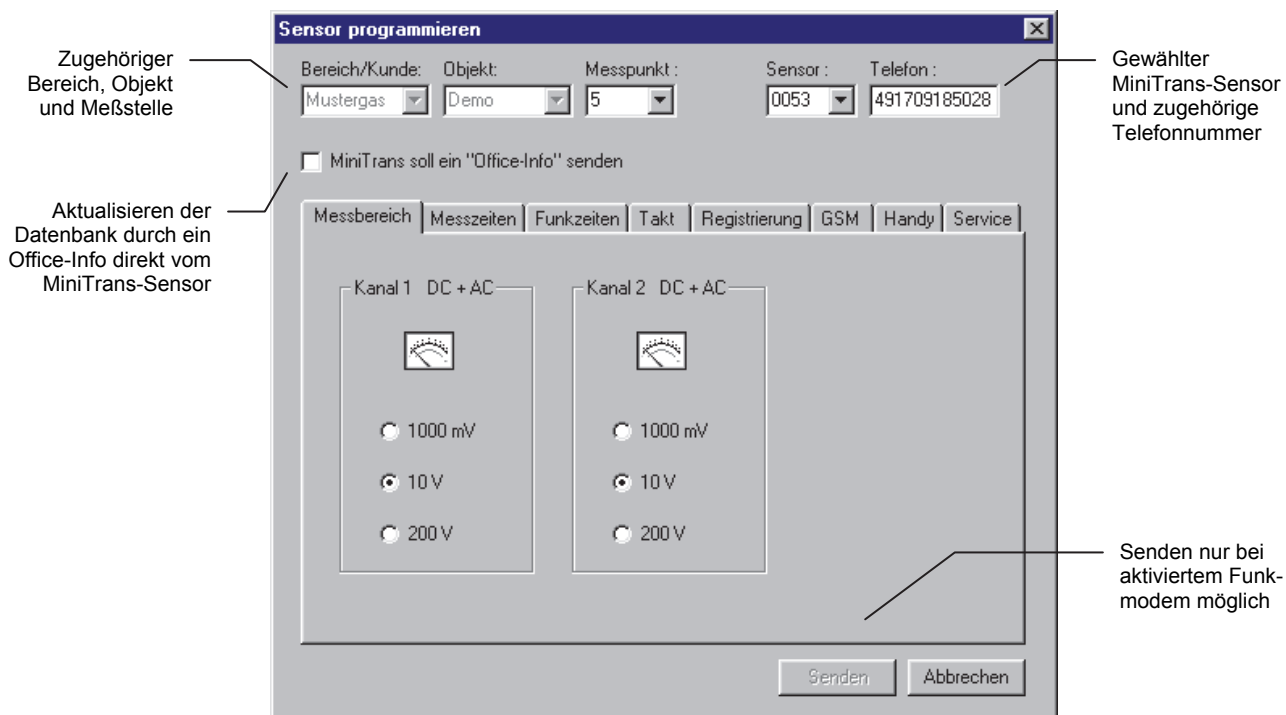 Sensor programmieren
Zugehöriger
Bereich, Objekt
und Meßstelle
Bereich/Kunde: Objekt: Messpunkt : Sensor : Telefon :
Mustergas Demo 5 0053 491709185028
Gewählter
MiniTrans-Sensor
und zugehörige
Telefonnummer
MiniTrans soll ein "Office-Info" senden
Aktualisieren der
Datenbank durch ein
Office-Info direkt vom
MiniTrans-Sensor
Messbereich Messzeiten Funkzeiten Takt Registrierung GSM Handy Service
Kanal 1 DC + AC Kanal 2 DC + AC
1000 mV 1000 mV
10 V 10 V
200 V 200 V
Senden nur bei
aktiviertem Funk-
modem möglich
Senden Abbrechen